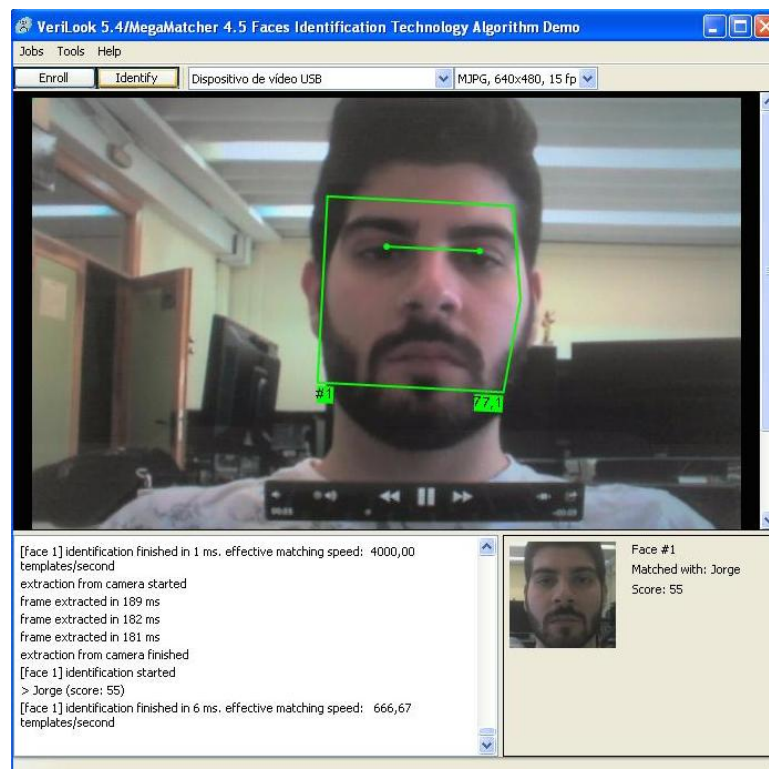 VeriLook 5.4/MegaMatcher 4.5 Faces Identification Technology Algorithm Demo
Jobs Tools Help
Enroll Identify Dispositivo de vídeo USB MJPG, 640x480, 15 fp
#1 77,1
[face 1] identification finished in 1 ms. effective matching speed: 4000,00
templates/second
extraction from camera started
frame extracted in 189 ms
frame extracted in 182 ms
frame extracted in 181 ms
extraction from camera finished
[face 1] identification started
> Jorge (score: 55)
[face 1] identification finished in 6 ms. effective matching speed: 666,67
templates/second
Face #1
Matched with: Jorge
Score: 55